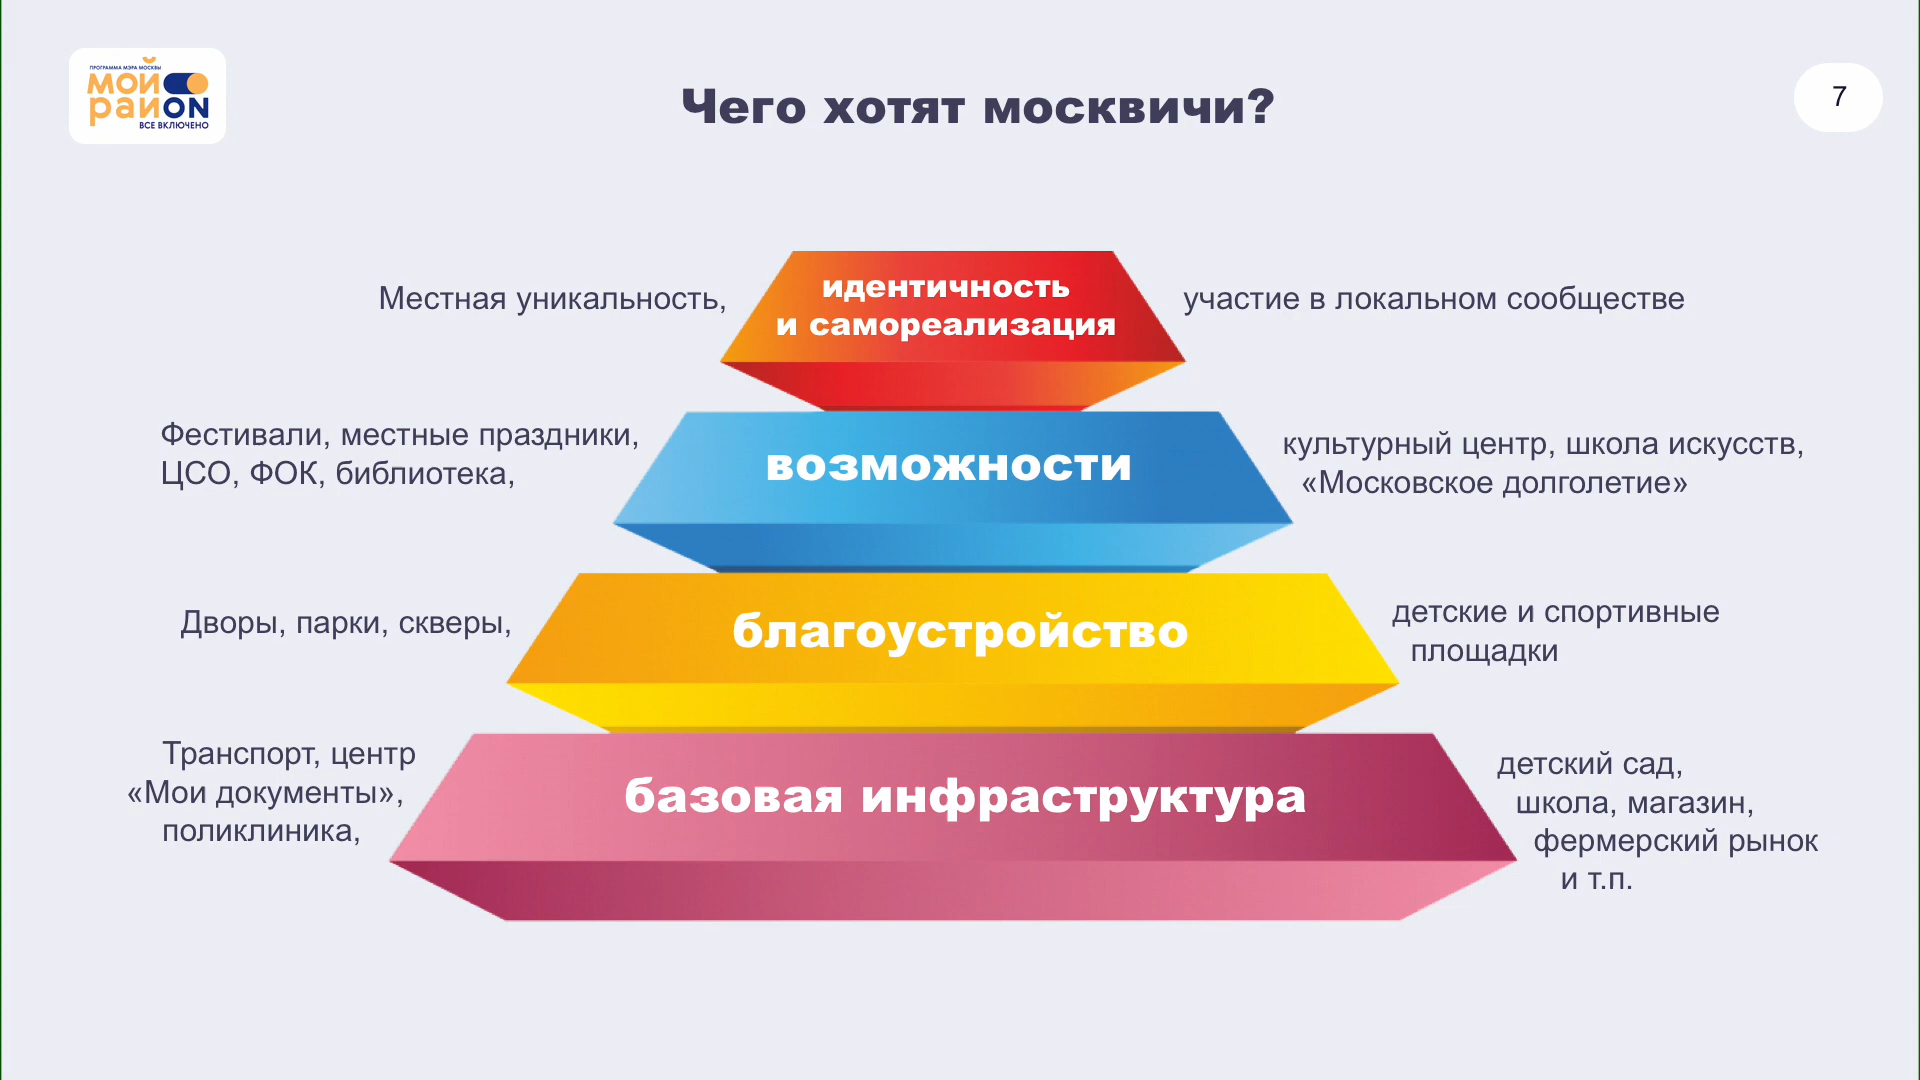 ПРОГРАММА МЭРА МОСКВЫ
МОЙ
РАЙОN
ВСЕ ВКЛЮЧЕНО
Чего хотят москвичи?
7
Местная уникальность,
идентичность
и самореализация
участие в локальном сообществе
Фестивали, местные праздники,
ЦСО, ФОК, библиотека,
возможности
культурный центр, школа искусств,
«Московское долголетие»
Дворы, парки, скверы,
благоустройство
детские и спортивные
площадки
Транспорт, центр
«Мои документы»,
поликлиника,
базовая инфраструктура
детский сад,
школа, магазин,
фермерский рынок
и т.п.